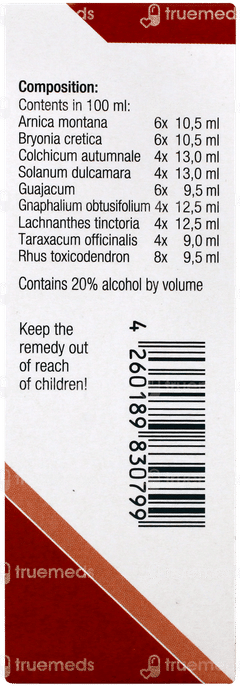 truemeds
truemeds
Composition:
Contents in 100 ml:
Arnica montana 6x 10,5 ml
Bryonia cretica 6x 10,5 ml
Colchicum autumnale 4x 13,0 ml
Solanum dulcamara 4x 13,0 ml
Guajacum 6x 9,5 ml
Gnaphalium obtusifolium 4x 12,5 ml
Lachnanthes tinctoria 4x 12,5 ml
Taraxacum officinalis 4x 9,0 ml
Rhus toxicodendron 8x 9,5 ml
Contains 20% alcohol by volume
Keep the
remedy out
of reach
of children!
4 260189 830799
truemeds
truemeds
truemeds
truemeds